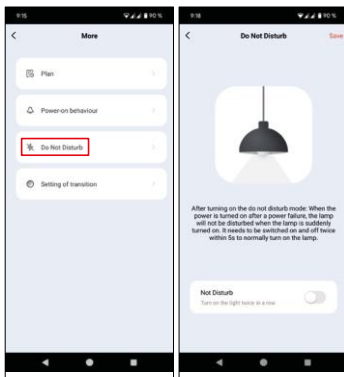 9:15
90 %
More
Plan
Power-on behaviour
Do Not Disturb
Setting of transition
9:18
90 %
Do Not Disturb
Save
After turning on the do not disturb mode: When the
power is turned on after a power failure, the lamp
will not be disturbed when the lamp is suddenly
turned on. It needs to be switched on and off twice
within 5s to normally turn on the lamp.
Not Disturb
Turn on the light twice in a row